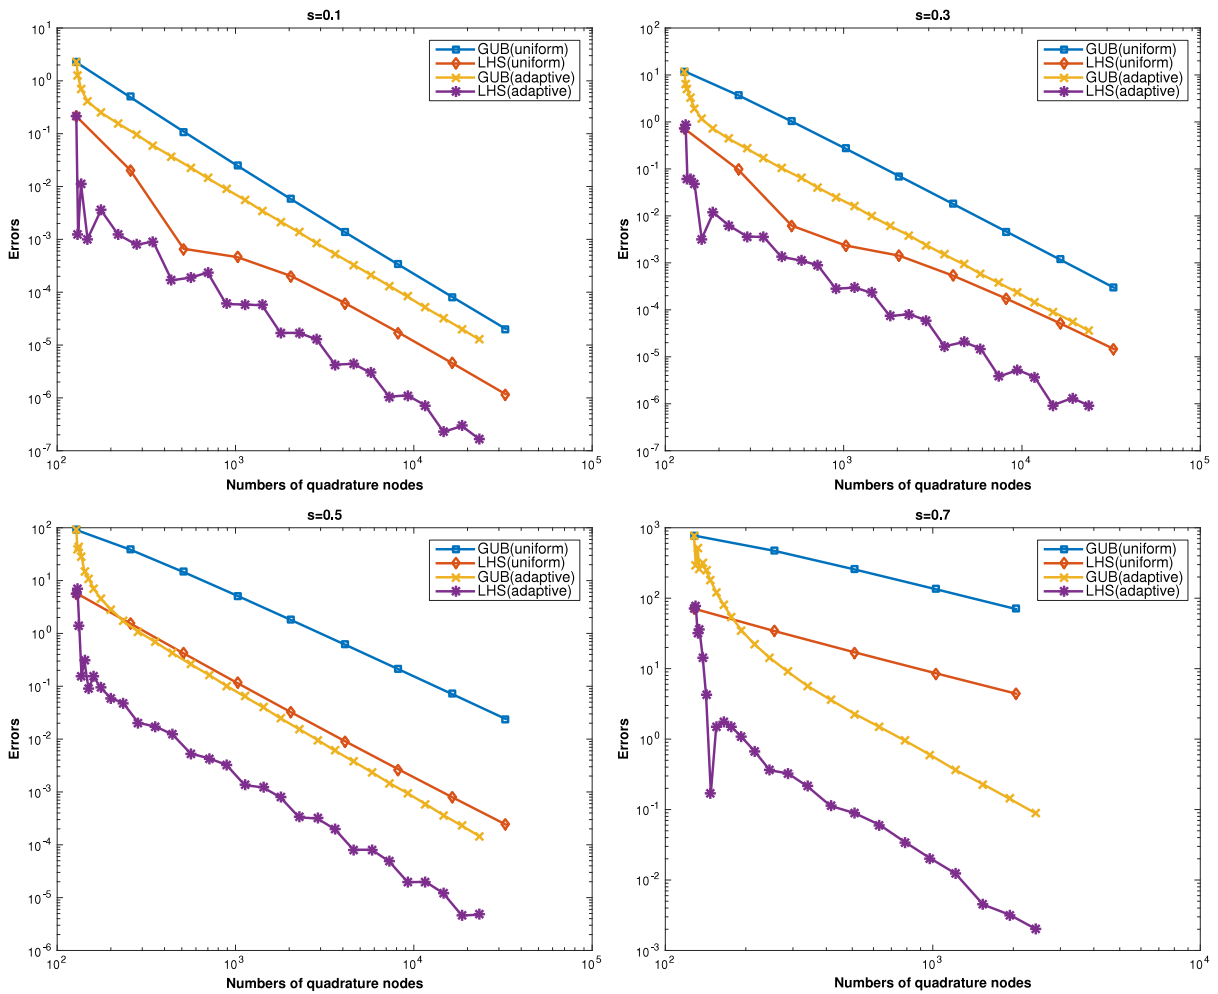 s=0.1
10^1
10^0
10^-1
10^-2
10^-3
10^-4
10^-5
10^-6
10^-7
Errors
10^2 10^3 10^4 10^5
Numbers of quadrature nodes
GUB(uniform)
LHS(uniform)
GUB(adaptive)
LHS(adaptive)
s=0.3
10^2
10^1
10^0
10^-1
10^-2
10^-3
10^-4
10^-5
10^-6
10^-7
Errors
10^2 10^3 10^4 10^5
Numbers of quadrature nodes
GUB(uniform)
LHS(uniform)
GUB(adaptive)
LHS(adaptive)
s=0.5
10^2
10^1
10^0
10^-1
10^-2
10^-3
10^-4
10^-5
10^-6
Errors
10^2 10^3 10^4 10^5
Numbers of quadrature nodes
GUB(uniform)
LHS(uniform)
GUB(adaptive)
LHS(adaptive)
s=0.7
10^3
10^2
10^1
10^0
10^-1
10^-2
10^-3
Errors
10^2 10^3 10^4
Numbers of quadrature nodes
GUB(uniform)
LHS(uniform)
GUB(adaptive)
LHS(adaptive)